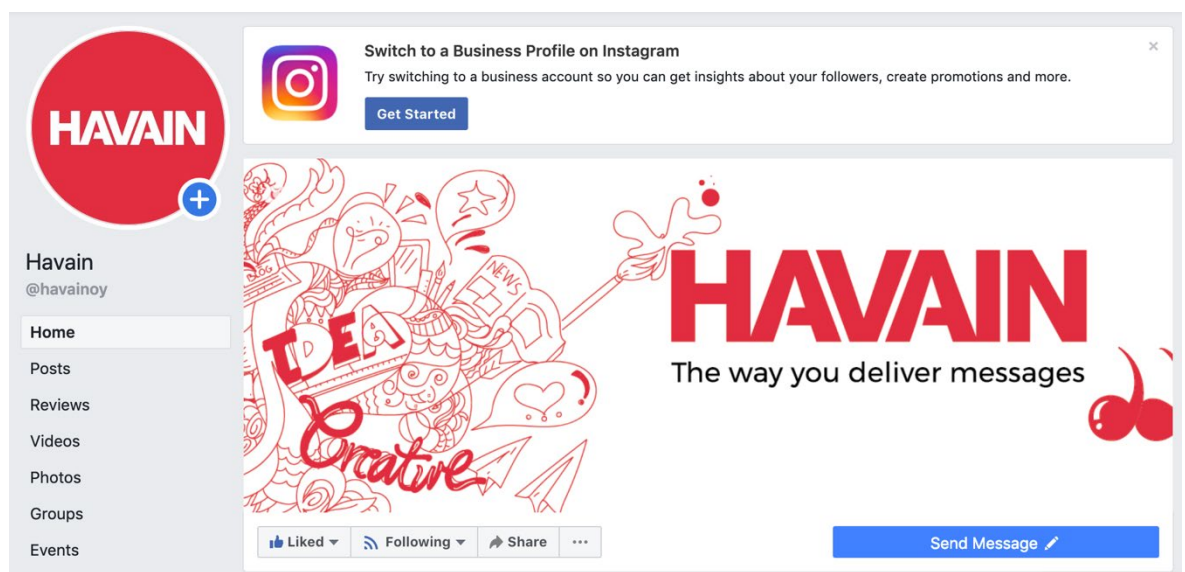 HAVAIN
Havain
@havainoy
Home
Posts
Reviews
Videos
Photos
Groups
Events
Switch to a Business Profile on Instagram
Try switching to a business account so you can get insights about your followers, create promotions and more.
Get Started
BLOG
NEWS
IDEA
Creature
HAVAIN
The way you deliver messages
Liked
Following
Share
Send Message